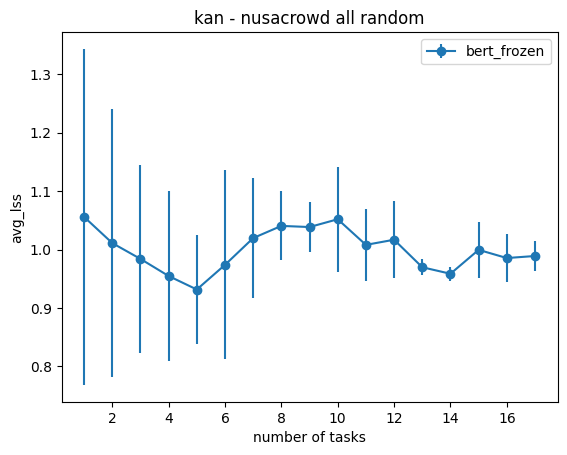 kan - nusacrowd all random
bert_frozen
avg_lss
1.3
1.2
1.1
1.0
0.9
0.8
2 4 6 8 10 12 14 16
number of tasks